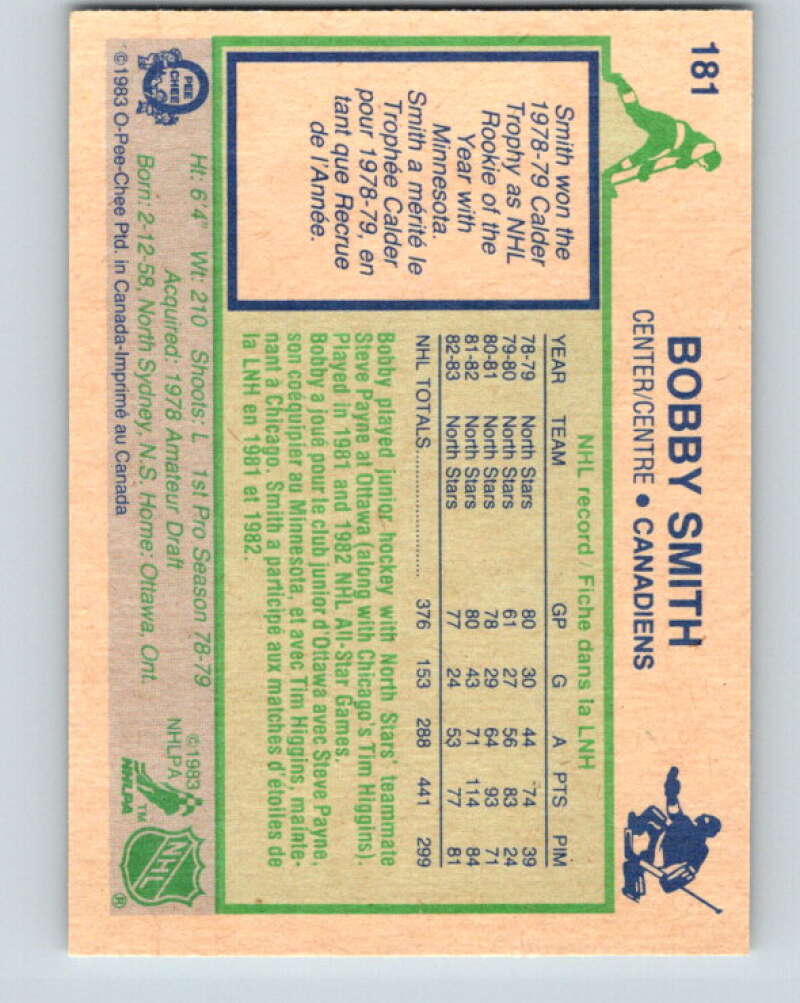 181
BOBBY SMITH
CENTER/CENTRE ● CANADIENS
Smith won the
1978-79 Calder
Trophy as NHL
Rookie of the
Year with
Minnesota.
Smith a mérité le
Trophée Calder
pour 1978-79, en
tant que Recrue
de l'Année.
NHL record / Fiche dans la LNH
YEAR TEAM GP G A PTS PIM
78-79 North Stars 80 30 44 74 39
79-80 North Stars 61 27 56 83 24
80-81 North Stars 78 29 64 93 71
81-82 North Stars 80 43 71 114 84
82-83 North Stars 77 24 53 77 81
NHL TOTALS.................. 376 153 288 441 299
Bobby played junior hockey with North Stars' teammate
Steve Payne at Ottawa (along with Chicago's Tim Higgins).
Played in 1981 and 1982 NHL All-Star Games.
Bobby a joué pour le club junior d'Ottawa avec Steve Payne,
son coéquipier au Minnesota, et avec Tim Higgins, mainte-
nant a Chicago. Smith a participé aux matches d'étoiles de
la LNH en 1981 et 1982.
O
PEE
CHEE
Ht: 6'4" Wt: 210 Shoots: L 1st Pro Season 78-79
Acquired: 1978 Amateur Draft
Born: 2-12-58, North Sydney, N.S. Home: Ottawa, Ont.
©1983 O-Pee-Chee Ptd. in Canada-Imprimé au Canada
©1983
NHLPA
TM
NHLPA
NHL
®